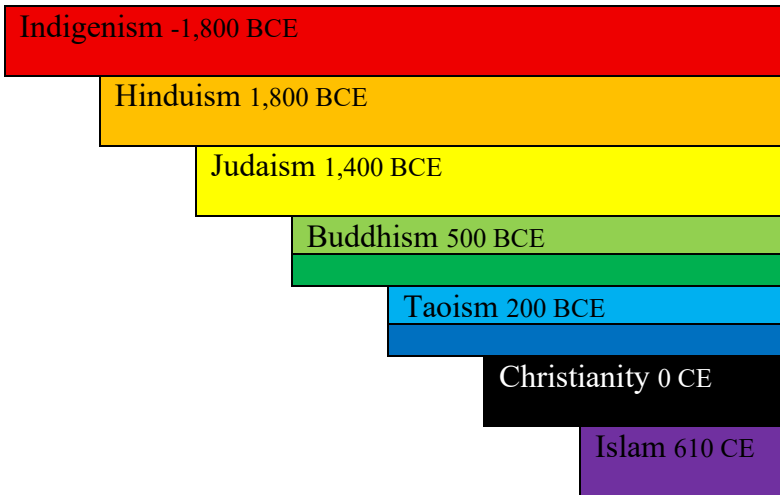 Indigenism -1,800 BCE
Hinduism 1,800 BCE
Judaism 1,400 BCE
Buddhism 500 BCE
Taoism 200 BCE
Christianity 0 CE
Islam 610 CE